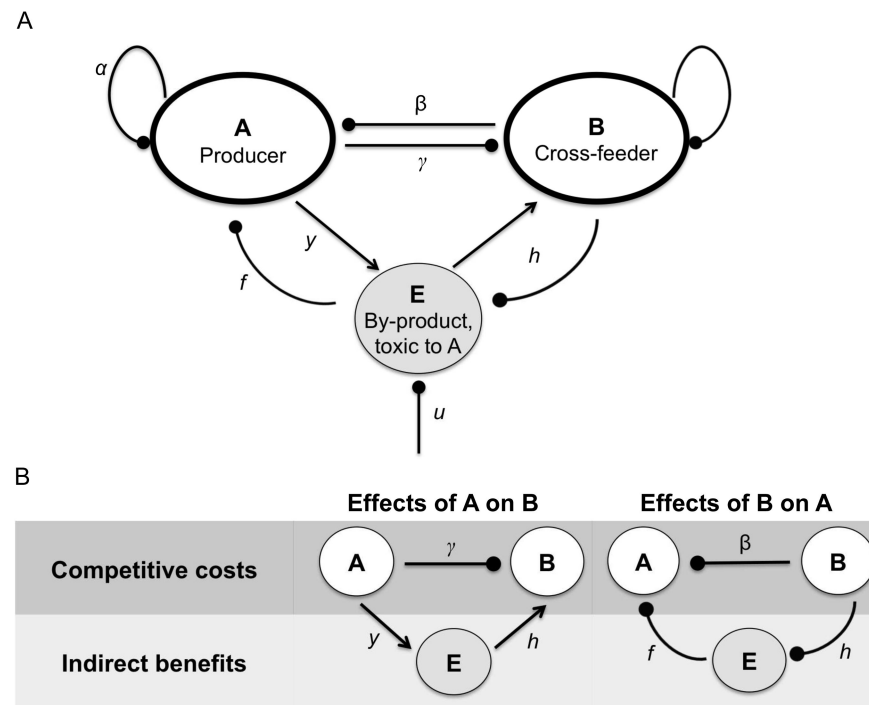 A
α
A
Producer
β
γ
B
Cross-feeder
y
f
h
E
By-product,
toxic to A
u
B
Effects of A on B
Effects of B on A
Competitive costs
A
γ
B
A
β
B
Indirect benefits
y
E
h
f
E
h